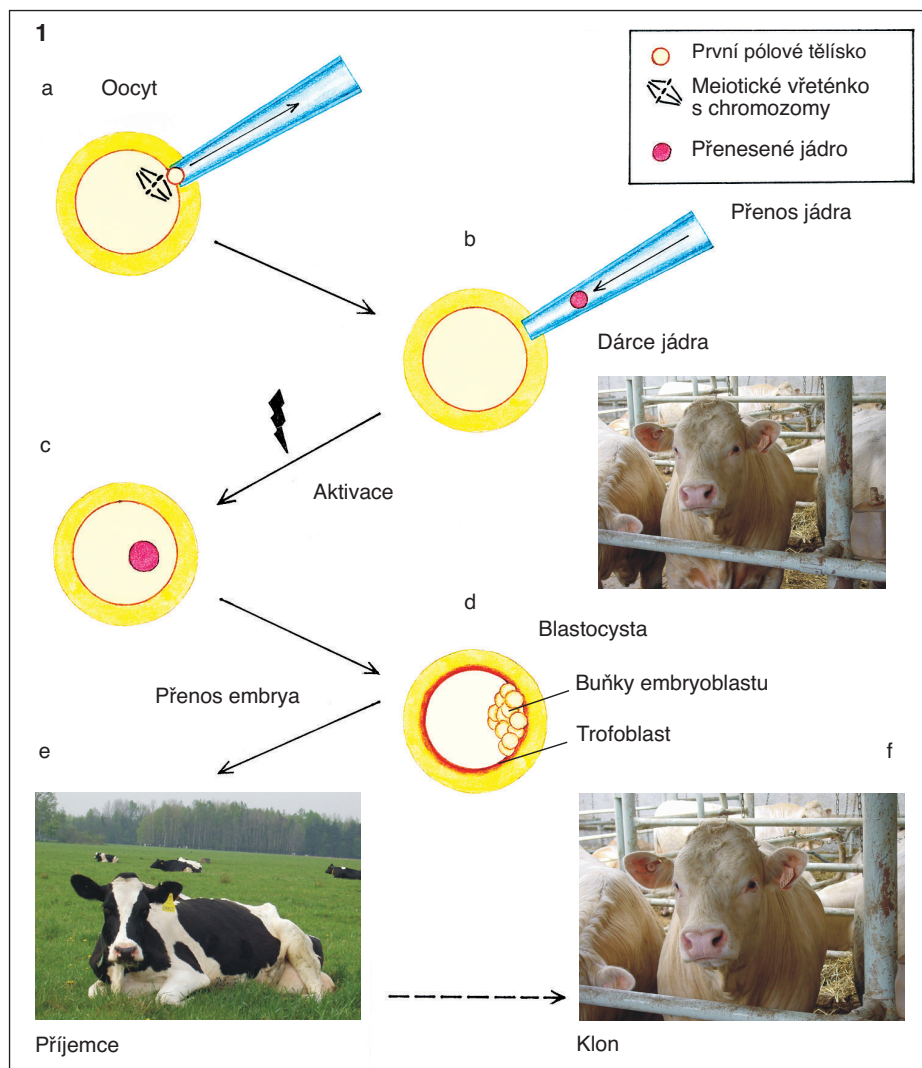 1
a
Oocyt
První pólové tělísko
Meiotické vřeténko
s chromozomy
Přenesené jádro
Přenos jádra
b
Dárce jádra
c
Aktivace
d
Blastocysta
Buňky embryoblastu
Přenos embrya
Trofoblast
e
f
Příjemce
Klon